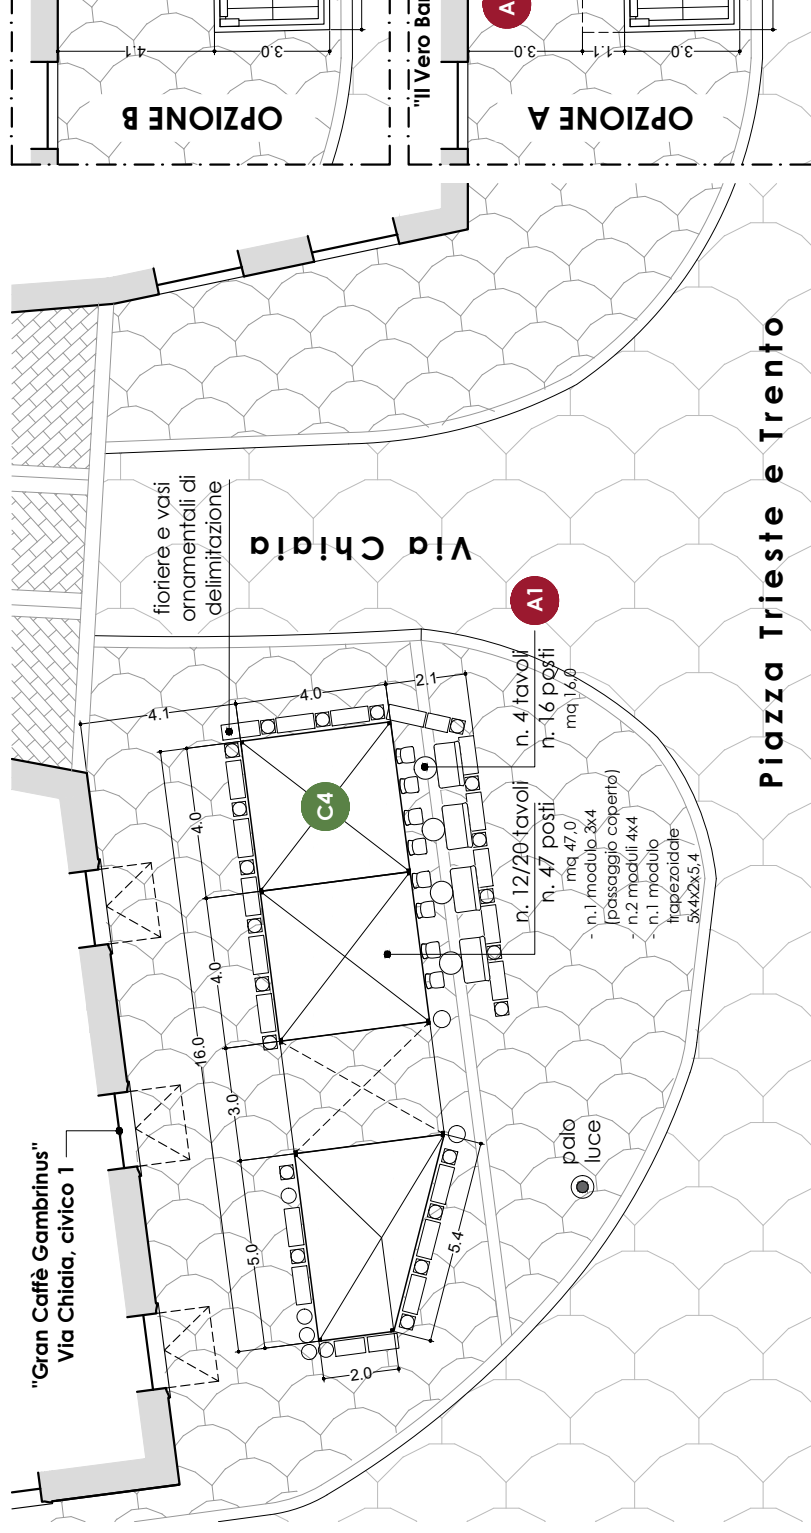 "Il Vero Bar
A
4.1
3.0
3.0
1.1
3.0
OPZIONE B
OPZIONE A
Piazza Trieste e Trento
Via Chiaia
fioriere e vasi
ornamentali di
delimitazione
A1
n. 4 tavoli
n. 16 posti
mq 16,0
n. 12/20 tavoli
n. 47 posti
mq 47,0
- n.1 modulo 3x4
(passaggio coperto)
- n.2 moduli 4x4
- n.1 modulo
trapezoidale
5x4x2x5,4
C4
4.1
4.0
2.1
4.0
4.0
16.0
3.0
5.0
5.4
2.0
palo
luce
"Gran Caffè Gambrinus"
Via Chiaia, civico 1